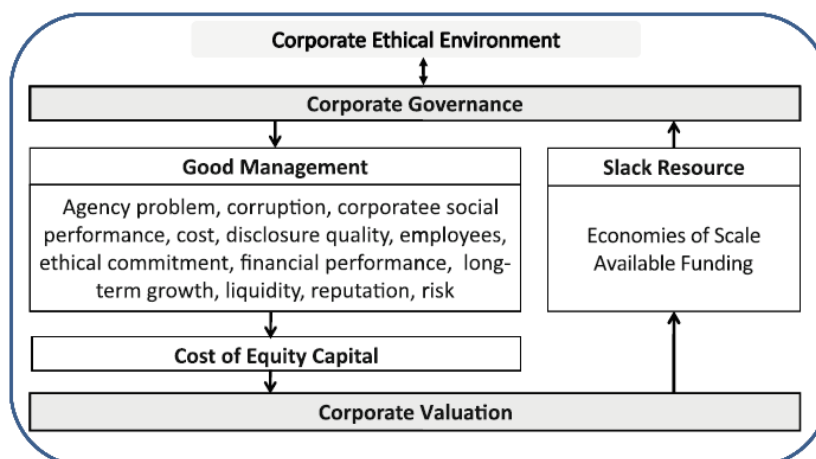 Corporate Ethical Environment
Corporate Governance
Good Management
Agency problem, corruption, corporatee social
performance, cost, disclosure quality, employees,
ethical commitment, financial performance, long-
term growth, liquidity, reputation, risk
Slack Resource
Economies of Scale
Available Funding
Cost of Equity Capital
Corporate Valuation